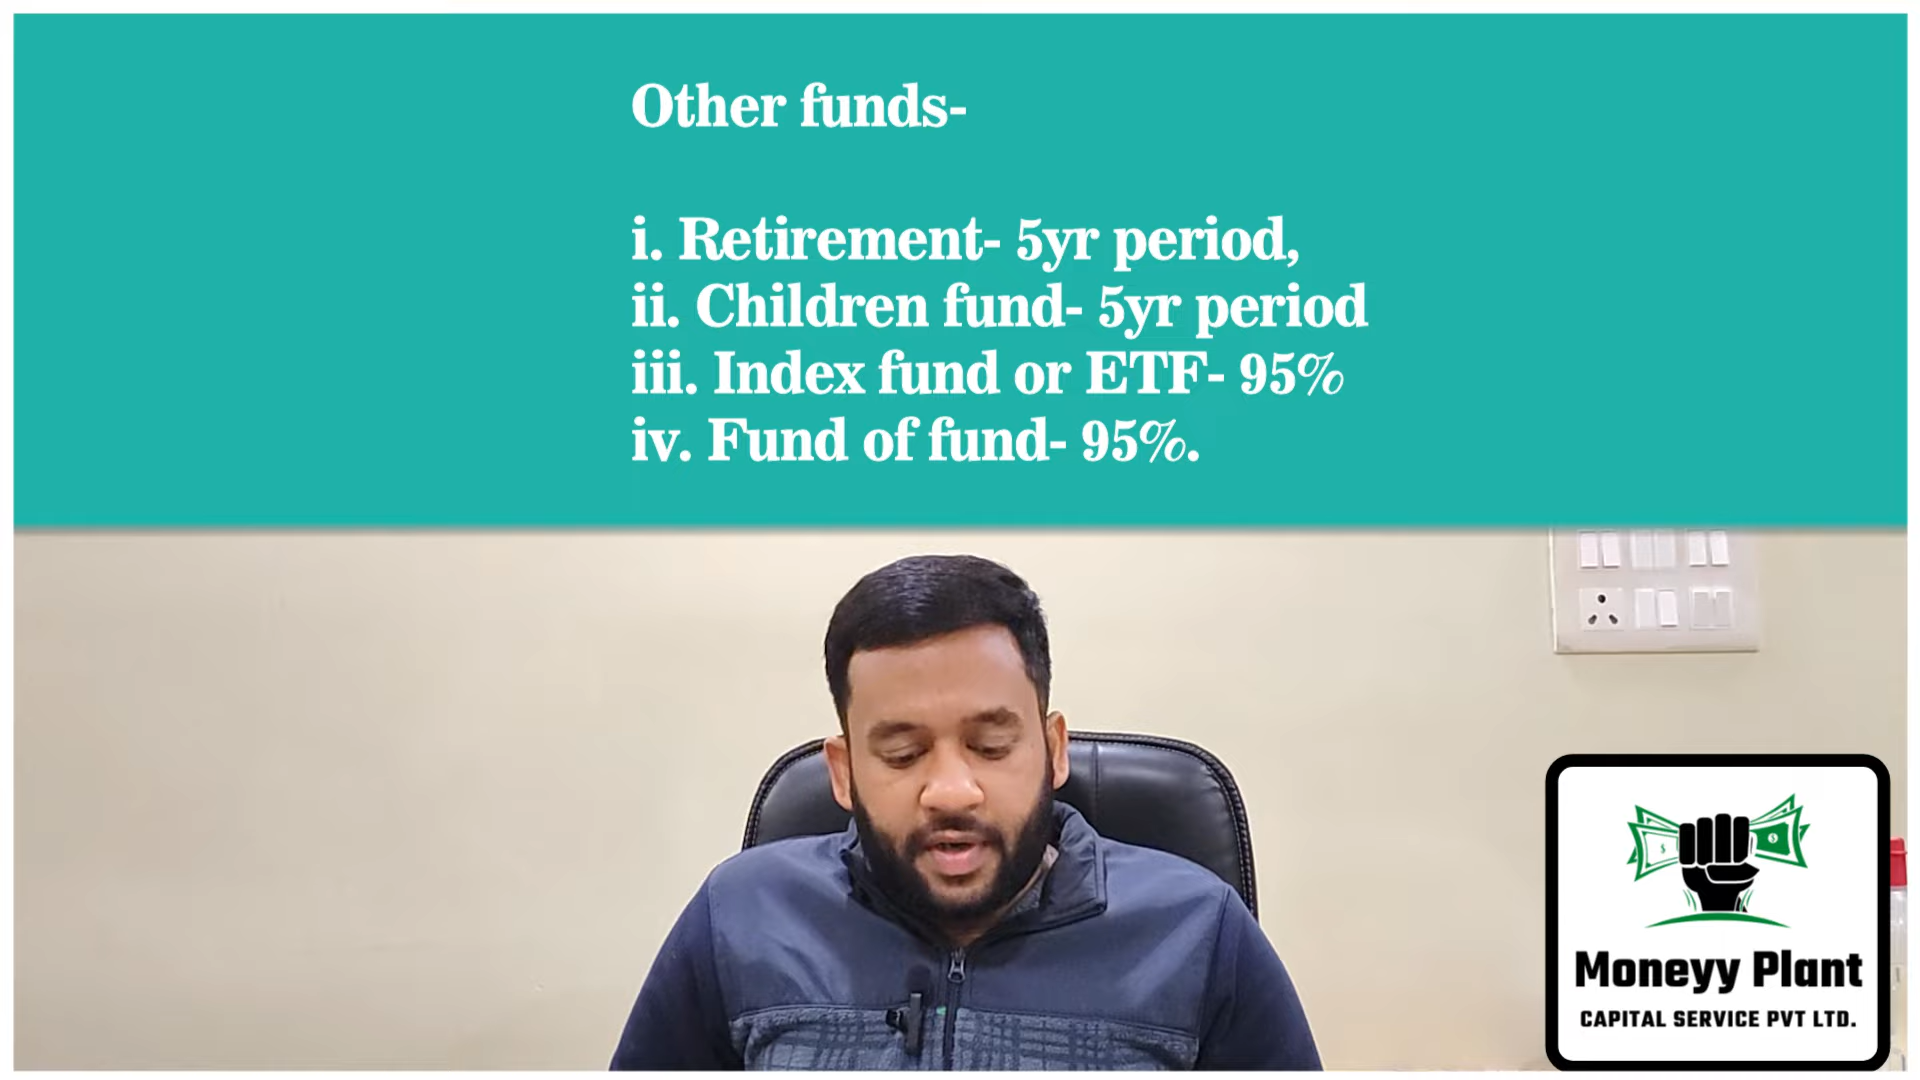 Other funds-
i. Retirement- 5yr period,
ii. Children fund- 5yr period
iii. Index fund or ETF- 95%
iv. Fund of fund- 95%.
Moneyy Plant
CAPITAL SERVICE PVT LTD.